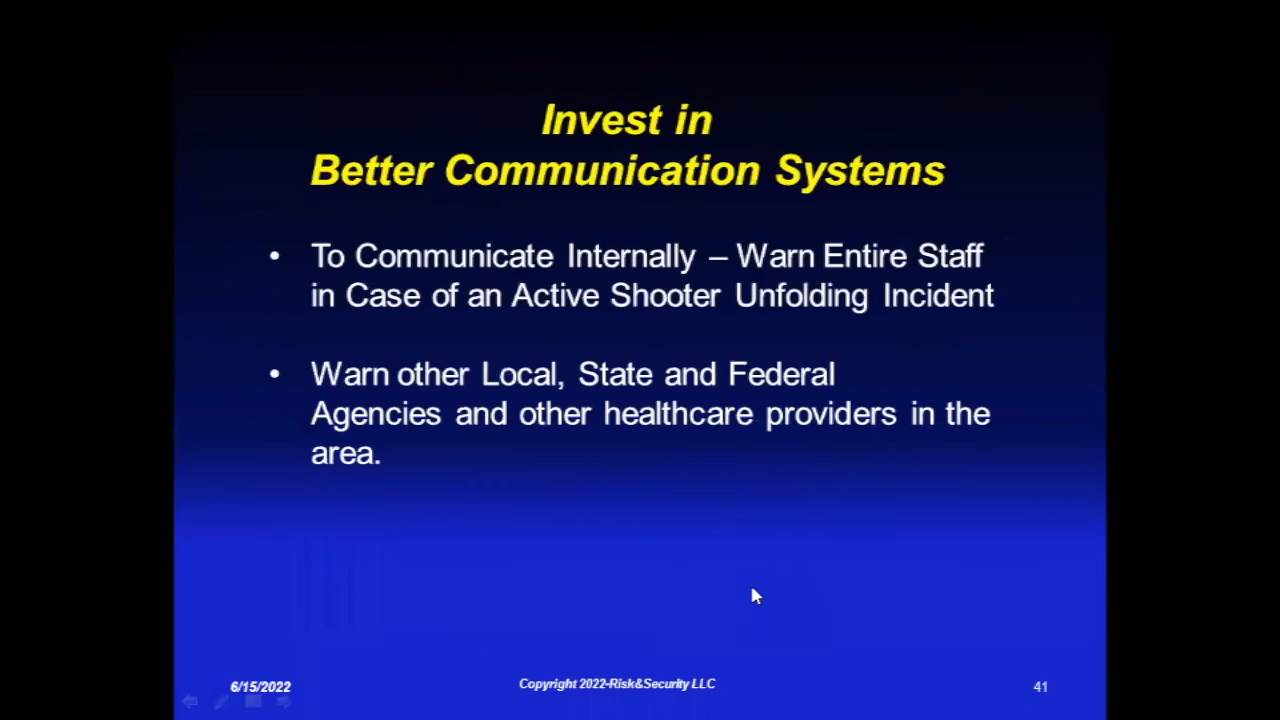 Invest in
Better Communication Systems
• To Communicate Internally – Warn Entire Staff
in Case of an Active Shooter Unfolding Incident
• Warn other Local, State and Federal
Agencies and other healthcare providers in the
area.
6/15/2022
Copyright 2022-Risk&Security LLC
41